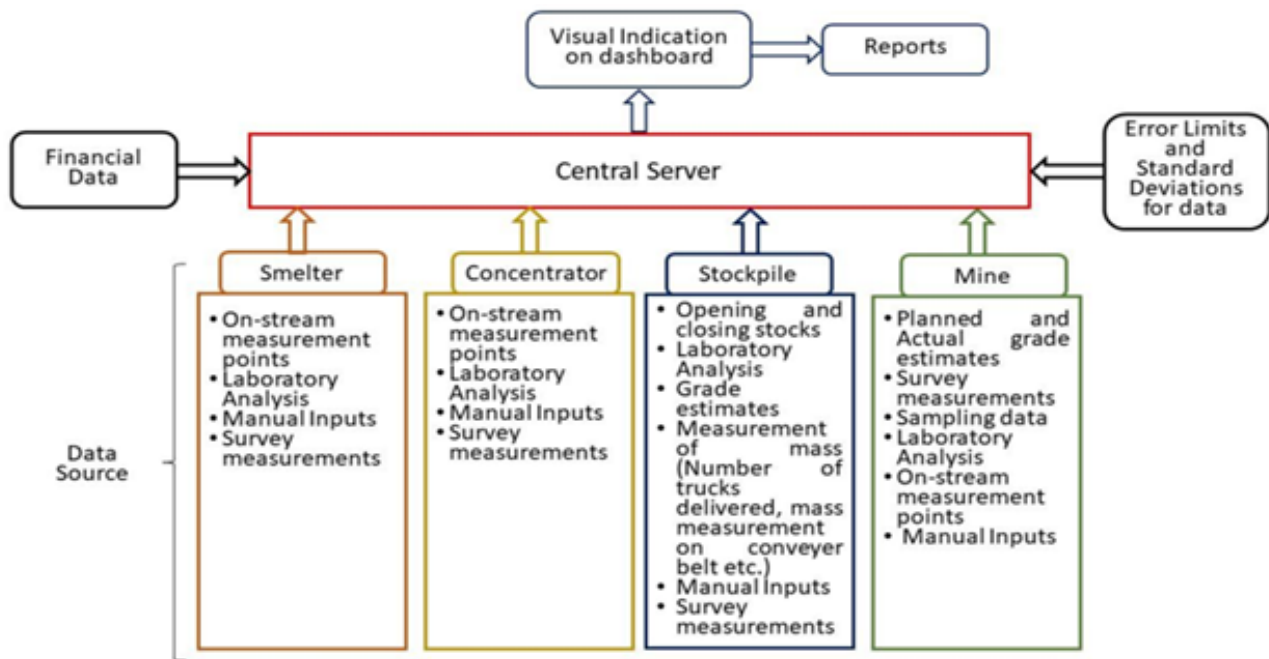 Visual Indication
on dashboard
Reports
Financial
Data
Central Server
Error Limits
and
Standard
Deviations
for data
Data
Source
Smelter
• On-stream
measurement
points
• Laboratory
Analysis
• Manual Inputs
• Survey
measurements
Concentrator
• On-stream
measurement
points
• Laboratory
Analysis
• Manual Inputs
• Survey
measurements
Stockpile
• Opening and
closing stocks
• Laboratory
Analysis
• Grade
estimates
• Measurement
of mass
(Number of
trucks
delivered, mass
measurement
on conveyer
belt etc.)
• Manual Inputs
• Survey
measurements
Mine
• Planned and
Actual grade
estimates
• Survey
measurements
• Sampling data
• Laboratory
Analysis
• On-stream
measurement
points
• Manual Inputs